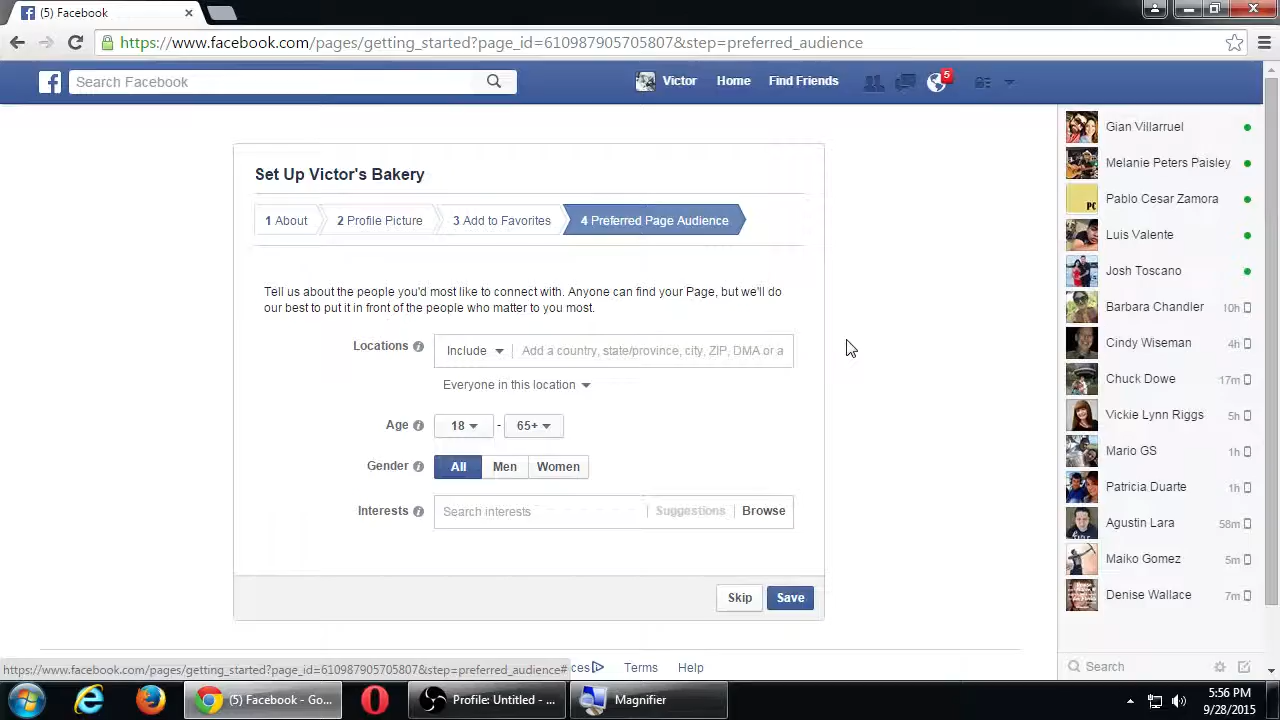 (5) Facebook
https://www.facebook.com/pages/getting_started?page_id=610987905705807&step=preferred_audience
Search Facebook
Victor
Home
Find Friends
5
Set Up Victor's Bakery
1 About
2 Profile Picture
3 Add to Favorites
4 Preferred Page Audience
Tell us about the people you'd most like to connect with. Anyone can find your Page, but we'll do
our best to put it in front of the people who matter to you most.
Locations
Include
Add a country, state/province, city, ZIP, DMA or a
Everyone in this location
Age
18
-
65+
Gender
All
Men
Women
Interests
Search interests
Suggestions
Browse
Skip
Save
Gian Villarruel
Melanie Peters Paisley
PC
Pablo Cesar Zamora
Luis Valente
Josh Toscano
Barbara Chandler
10h
Cindy Wiseman
4h
Chuck Dowe
17m
Vickie Lynn Riggs
5h
Mario GS
1h
Patricia Duarte
1h
Agustin Lara
58m
Maiko Gomez
5m
Denise Wallace
7m
Search
https://www.facebook.com/pages/getting_started?page_id=610987905705807&step=preferred_audience#
ces
Terms
Help
(5) Facebook - Go...
Profile: Untitled - ...
Magnifier
5:56 PM
9/28/2015